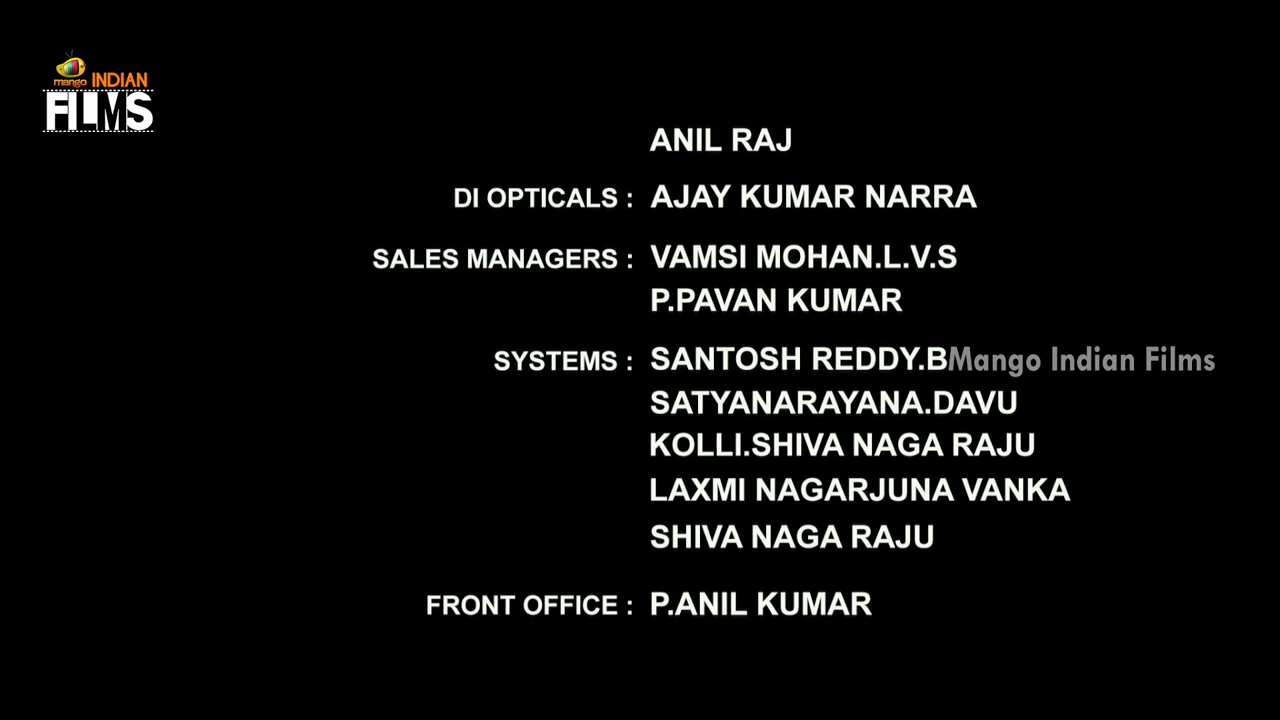 mango INDIAN
FILMS
ANIL RAJ
DI OPTICALS : AJAY KUMAR NARRA
SALES MANAGERS : VAMSI MOHAN.L.V.S
P.PAVAN KUMAR
SYSTEMS : SANTOSH REDDY.B Mango Indian Films
SATYANARAYANA.DAVU
KOLLI.SHIVA NAGA RAJU
LAXMI NAGARJUNA VANKA
SHIVA NAGA RAJU
FRONT OFFICE : P.ANIL KUMAR